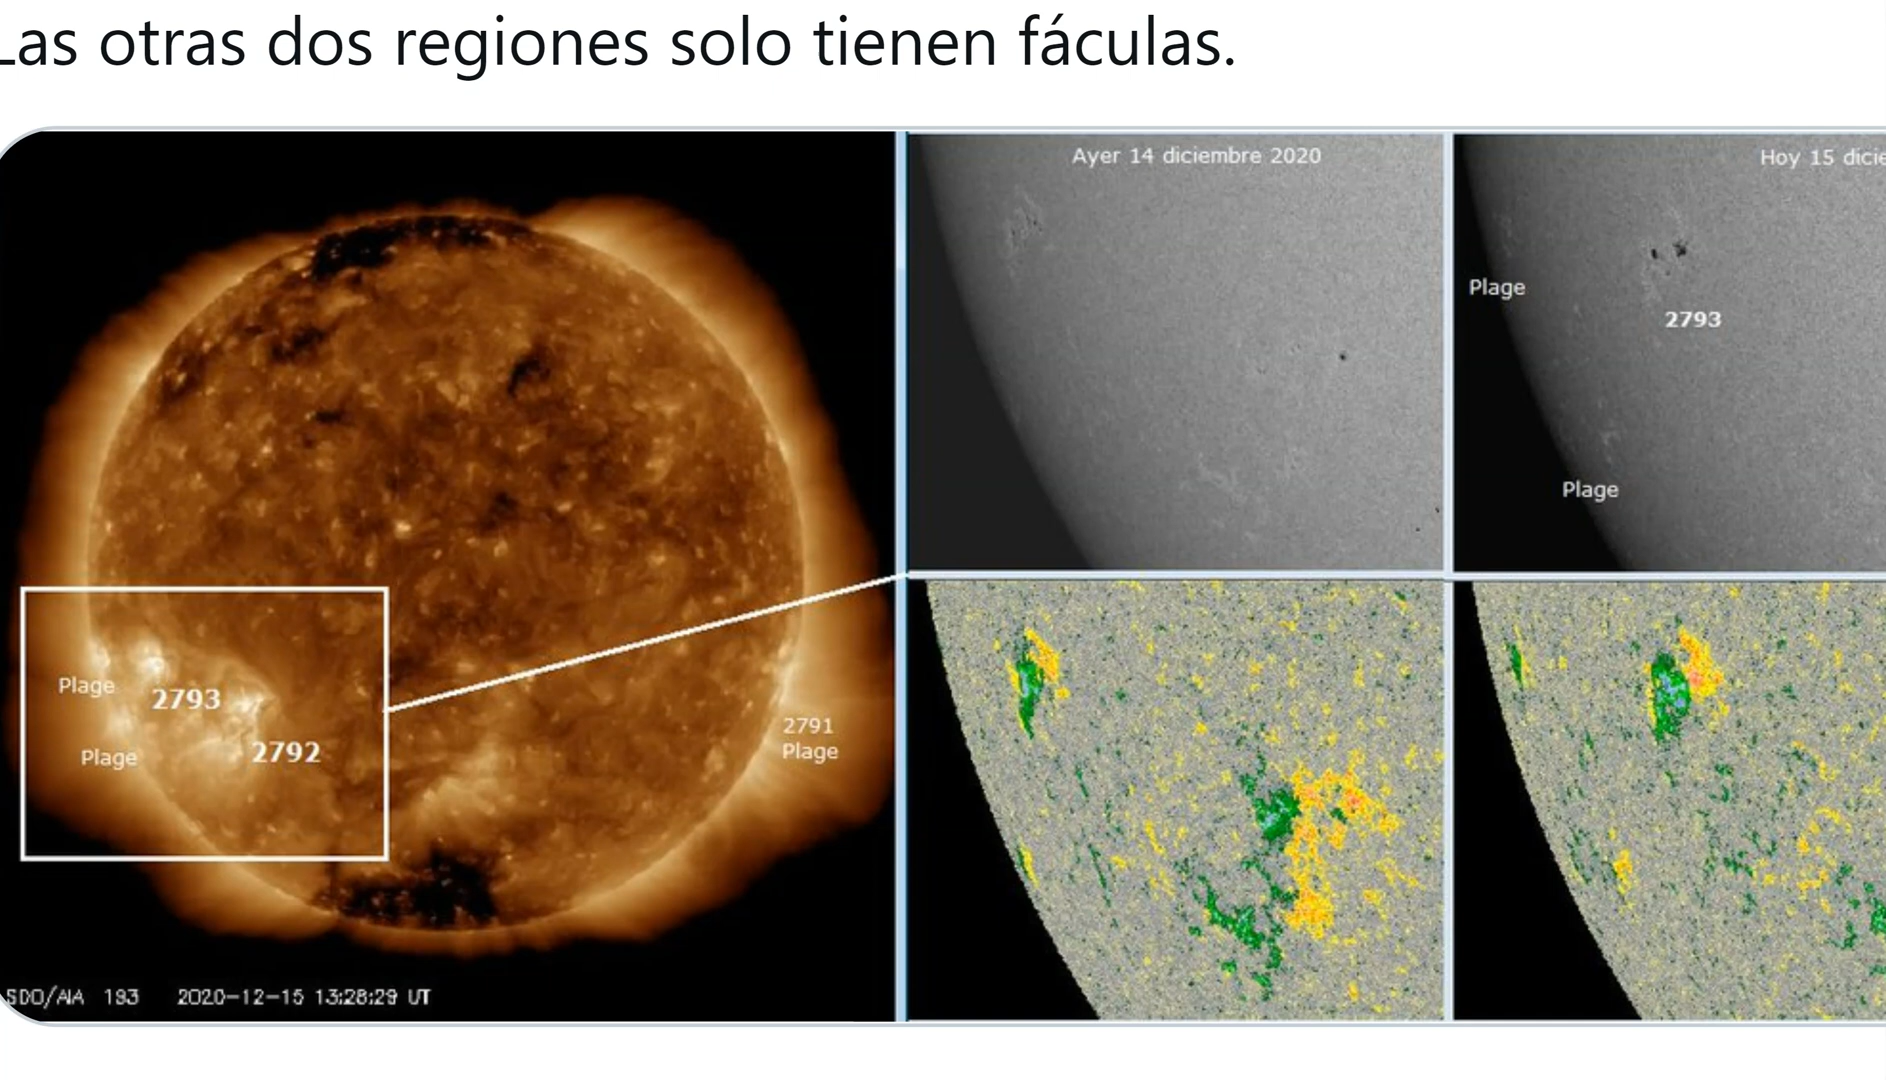 Las otras dos regiones solo tienen fáculas.
Ayer 14 diciembre 2020
Hoy 15 dicie
Plage
2793
Plage
Plage
2793
Plage
2792
2791
Plage
SDO/AIA 193 2020-12-15 13:28:29 UT